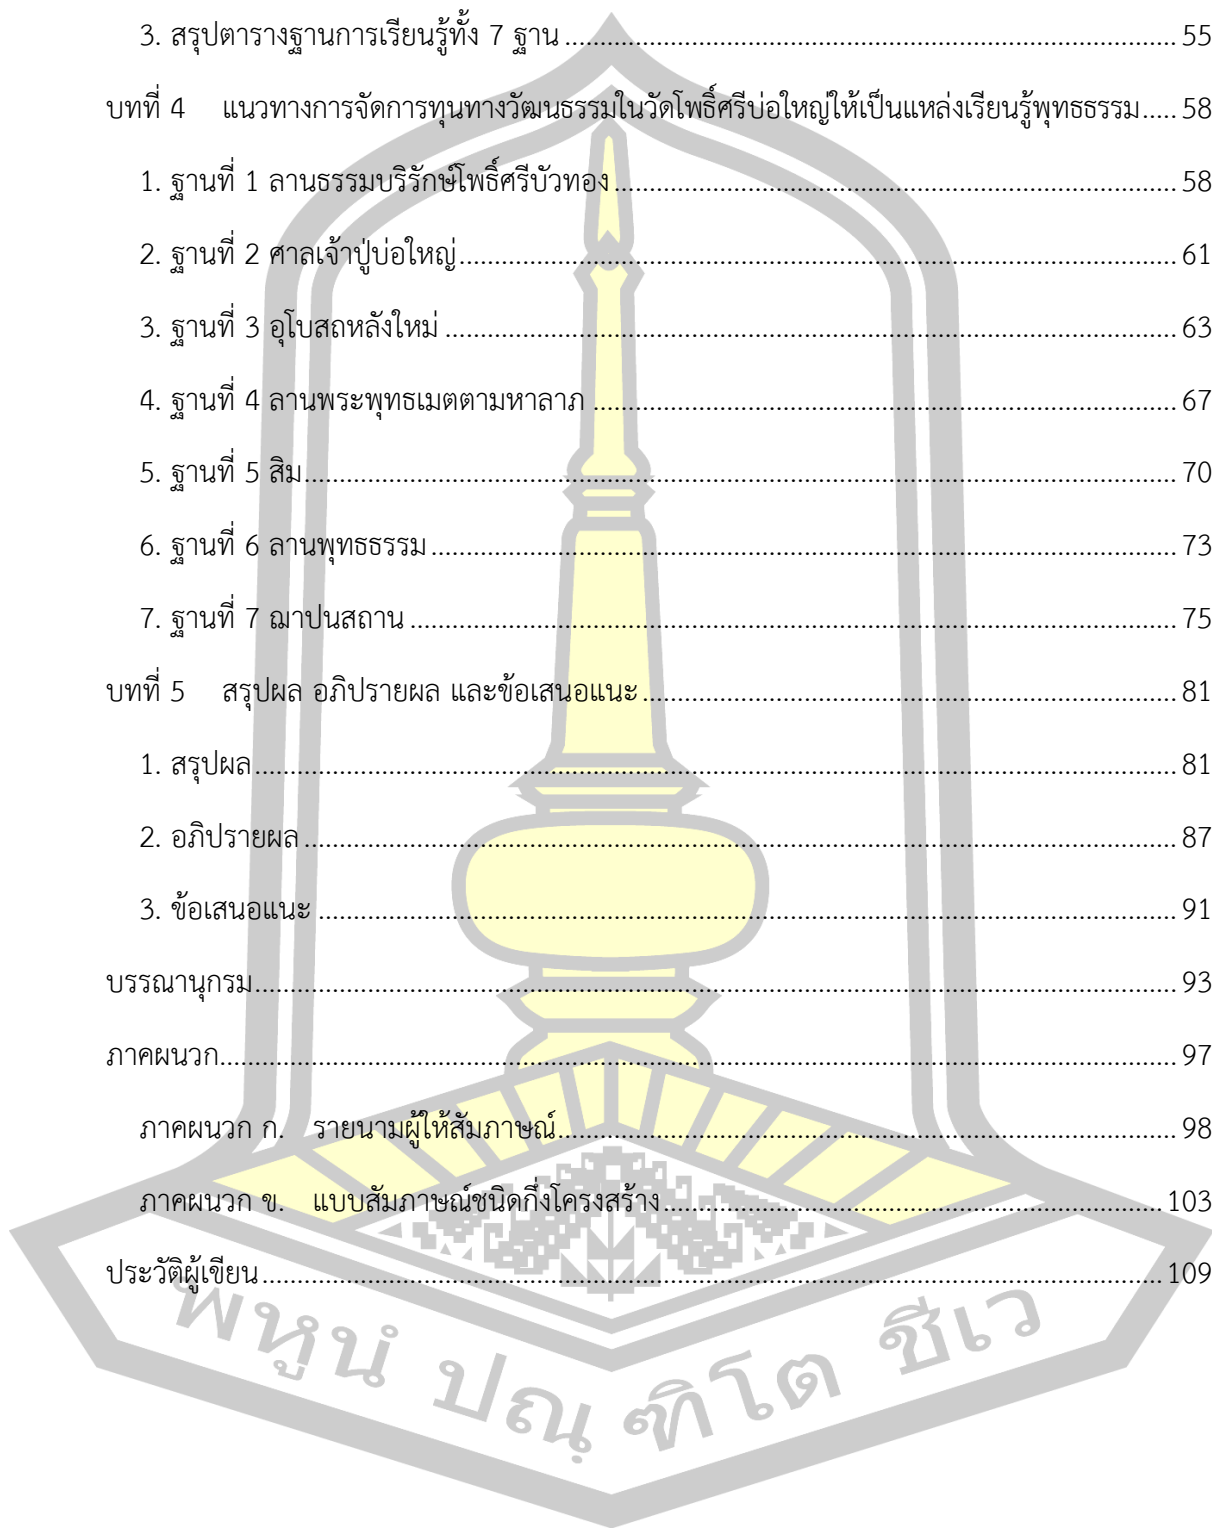 3. สรุปตารางฐานการเรียนรู้ทั้ง 7 ฐาน ........ 55
บทที่ 4 แนวทางการจัดการทุนทางวัฒนธรรมในวัดโพธิ์ศรีบ่อใหญ่ให้เป็นแหล่งเรียนรู้พุทธธรรม ..... 58
1. ฐานที่ 1 ลานธรรมบริรักษ์โพธิ์ศรีบัวทอง ........ 58
2. ฐานที่ 2 ศาลเจ้าปู่บ่อใหญ่ ........ 61
3. ฐานที่ 3 อุโบสถหลังใหม่ ........ 63
4. ฐานที่ 4 ลานพระพุทธเมตตามหาลาภ ........ 67
5. ฐานที่ 5 สิม ........ 70
6. ฐานที่ 6 ลานพุทธธรรม ........ 73
7. ฐานที่ 7 ฌาปนสถาน ........ 75
บทที่ 5 สรุปผล อภิปรายผล และข้อเสนอแนะ ........ 81
1. สรุปผล ........ 81
2. อภิปรายผล ........ 87
3. ข้อเสนอแนะ ........ 91
บรรณานุกรม ........ 93
ภาคผนวก ........ 97
ภาคผนวก ก. รายนามผู้ให้สัมภาษณ์ ........ 98
ภาคผนวก ข. แบบสัมภาษณ์ชนิดกึ่งโครงสร้าง ........ 103
ประวัติผู้เขียน ........ 109
พหูนํ ปณฺฑิโต ชีเว